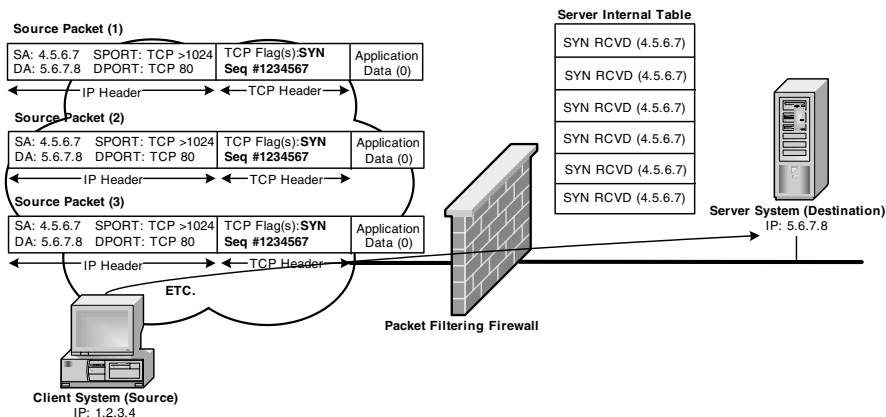 Source Packet (1)
SA: 4.5.6.7 SPORT: TCP >1024 TCP Flag(s):SYN Application
DA: 5.6.7.8 DPORT: TCP 80 Seq #1234567 Data (0)
IP Header TCP Header
Source Packet (2)
SA: 4.5.6.7 SPORT: TCP >1024 TCP Flag(s):SYN Application
DA: 5.6.7.8 DPORT: TCP 80 Seq #1234567 Data (0)
IP Header TCP Header
Source Packet (3)
SA: 4.5.6.7 SPORT: TCP >1024 TCP Flag(s):SYN Application
DA: 5.6.7.8 DPORT: TCP 80 Seq #1234567 Data (0)
IP Header TCP Header
ETC.
Client System (Source)
IP: 1.2.3.4
Packet Filtering Firewall
Server Internal Table
SYN RCVD (4.5.6.7)
SYN RCVD (4.5.6.7)
SYN RCVD (4.5.6.7)
SYN RCVD (4.5.6.7)
SYN RCVD (4.5.6.7)
SYN RCVD (4.5.6.7)
Server System (Destination)
IP: 5.6.7.8